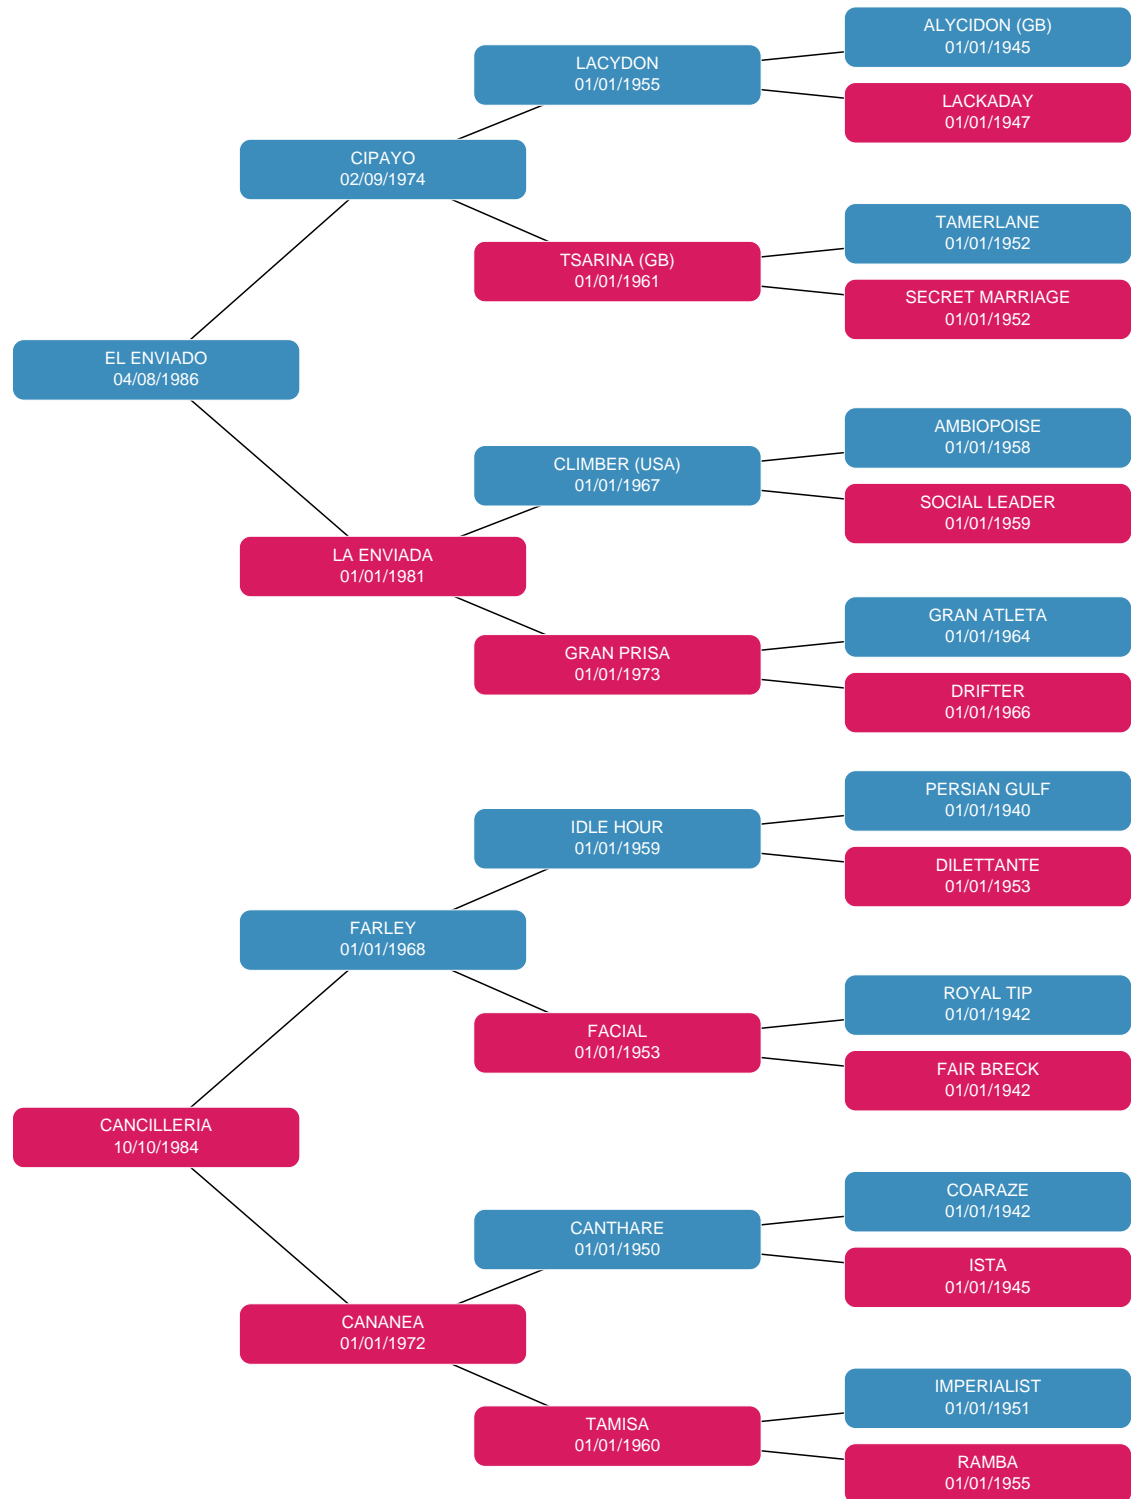 ALYCIDON (GB)
01/01/1945
LACYDON
01/01/1955
LACKADAY
01/01/1947
CIPAYO
02/09/1974
TAMERLANE
01/01/1952
TSARINA (GB)
01/01/1961
SECRET MARRIAGE
01/01/1952
EL ENVIADO
04/08/1986
AMBIOPOISE
01/01/1958
CLIMBER (USA)
01/01/1967
SOCIAL LEADER
01/01/1959
LA ENVIADA
01/01/1981
GRAN ATLETA
01/01/1964
GRAN PRISA
01/01/1973
DRIFTER
01/01/1966
PERSIAN GULF
01/01/1940
IDLE HOUR
01/01/1959
DILETTANTE
01/01/1953
FARLEY
01/01/1968
ROYAL TIP
01/01/1942
FACIAL
01/01/1953
FAIR BRECK
01/01/1942
CANCILLERIA
10/10/1984
COARAZE
01/01/1942
CANTHARE
01/01/1950
ISTA
01/01/1945
CANANEA
01/01/1972
IMPERIALIST
01/01/1951
TAMISA
01/01/1960
RAMBA
01/01/1955